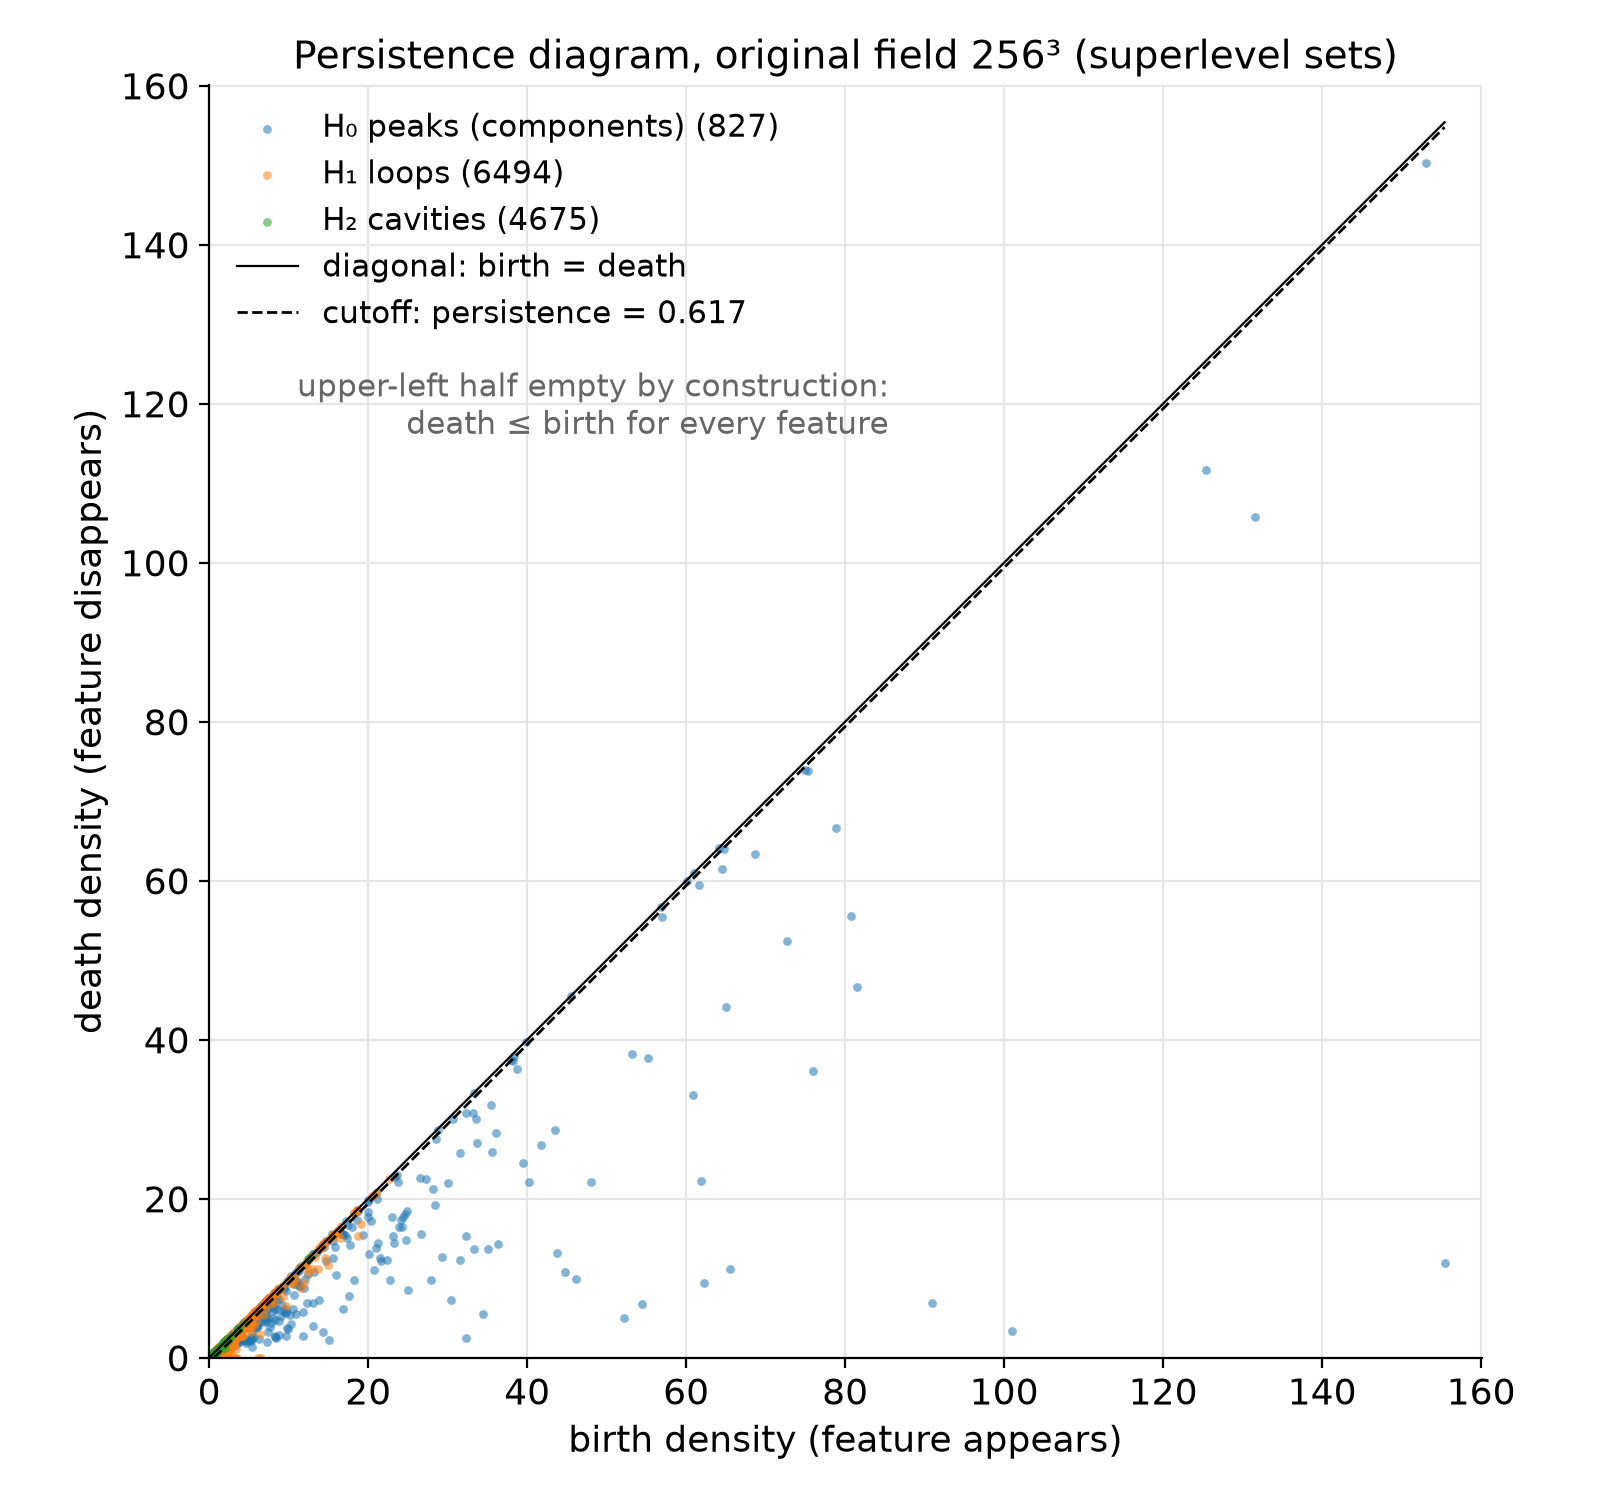 Persistence diagram, original field 256³ (superlevel sets)
160
140
120
100
80
60
40
20
0
death density (feature disappears)
H₀ peaks (components) (827)
H₁ loops (6494)
H₂ cavities (4675)
diagonal: birth = death
cutoff: persistence = 0.617
upper-left half empty by construction:
death ≤ birth for every feature
0 20 40 60 80 100 120 140 160
birth density (feature appears)